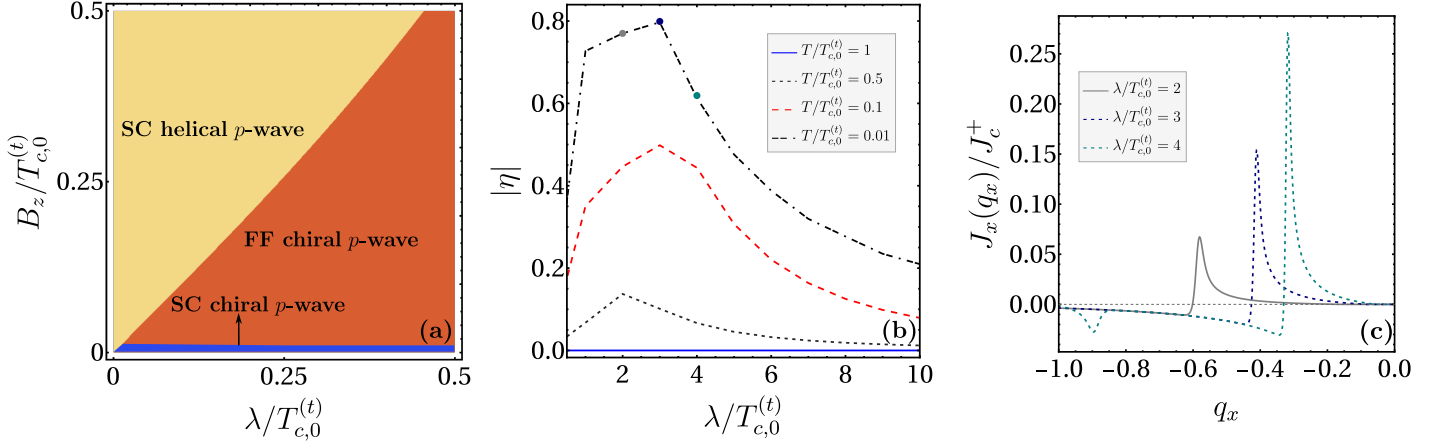 0.5
0.25
0
B_z/T_{c,0}^{(t)}
SC helical p-wave
FF chiral p-wave
SC chiral p-wave
(a)
0 0.25 0.5
λ/T_{c,0}^{(t)}
0.8
0.6
0.4
0.2
0.0
|η|
T/T_{c,0}^{(t)} = 1
T/T_{c,0}^{(t)} = 0.5
T/T_{c,0}^{(t)} = 0.1
T/T_{c,0}^{(t)} = 0.01
(b)
2 4 6 8 10
λ/T_{c,0}^{(t)}
0.25
0.20
0.15
0.10
0.05
0.00
J_x(q_x)/J_c^+
λ/T_{c,0}^{(t)} = 2
λ/T_{c,0}^{(t)} = 3
λ/T_{c,0}^{(t)} = 4
(c)
−1.0 −0.8 −0.6 −0.4 −0.2 0.0
q_x